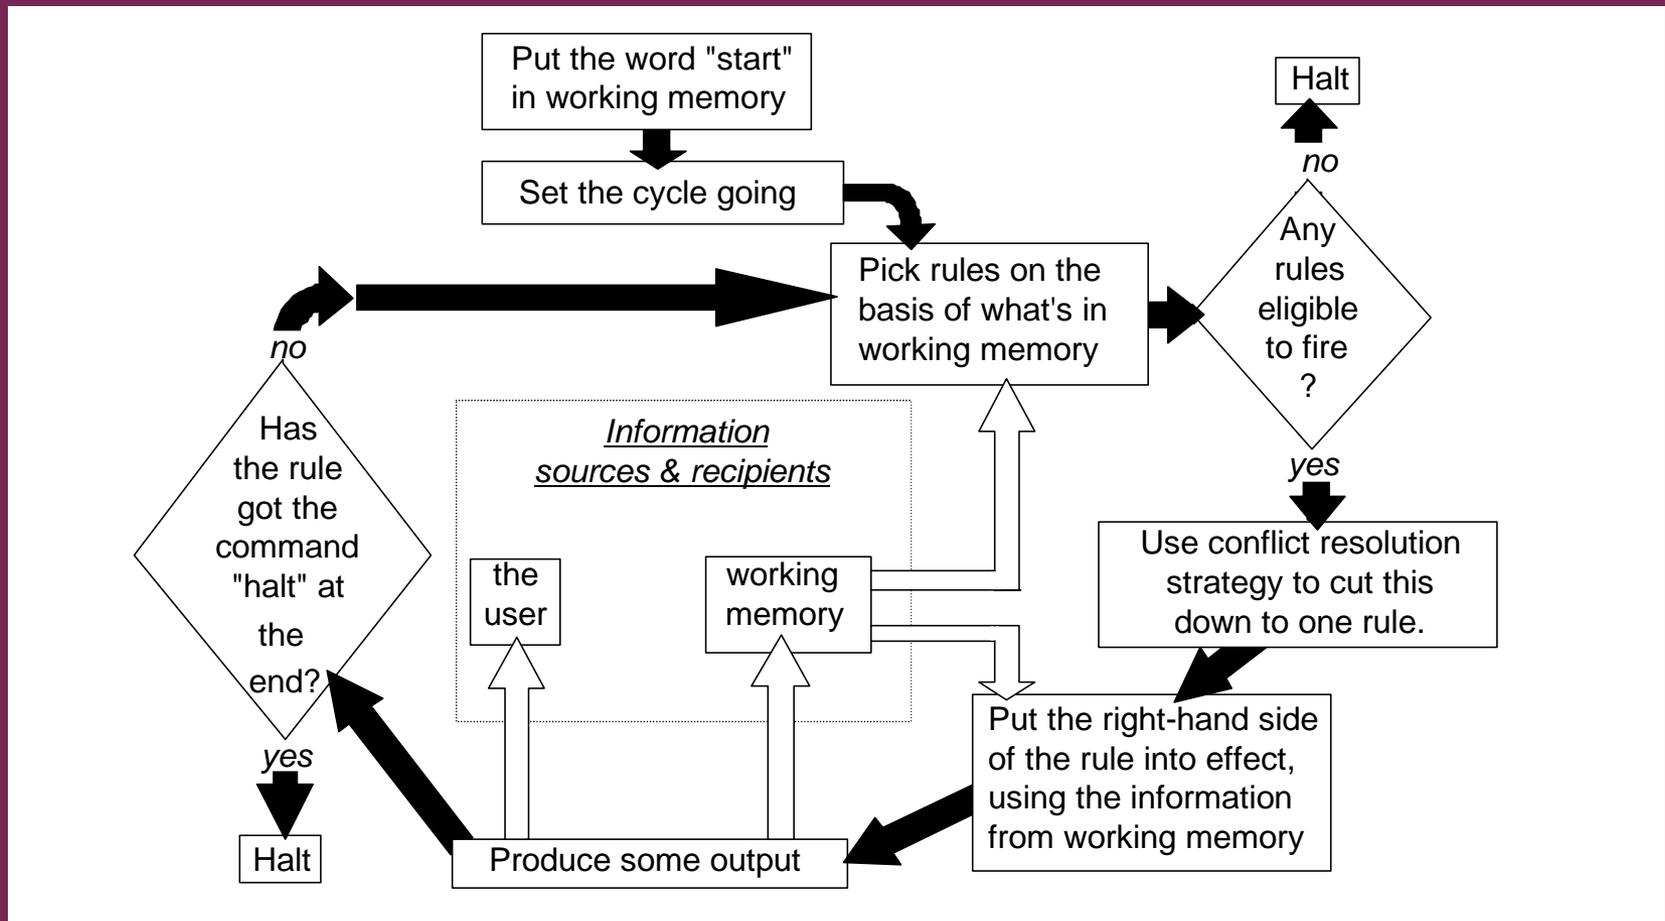 Put the word "start"
in working memory
Set the cycle going
Halt
no
Any
rules
eligible
to fire
?
Pick rules on the
basis of what's in
working memory
no
Has
the rule
got the
command
"halt" at
the
end?
yes
Halt
Information
sources & recipients
the
user
working
memory
yes
Use conflict resolution
strategy to cut this
down to one rule.
Put the right-hand side
of the rule into effect,
using the information
from working memory
Produce some output